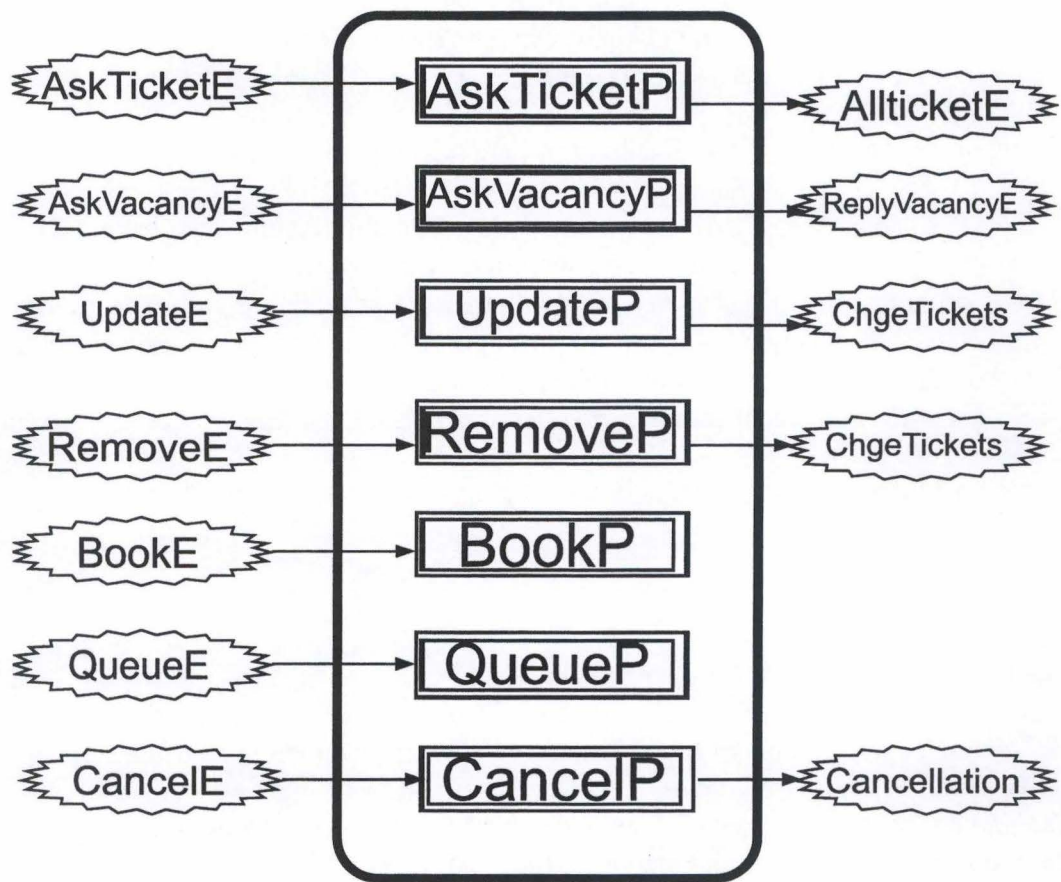 AskTicketE AskTicketP AllticketE
AskVacancyE AskVacancyP ReplyVacancyE
UpdateE UpdateP ChgeTickets
RemoveE RemoveP ChgeTickets
BookE BookP
QueueE QueueP
CancelE CancelP Cancellation